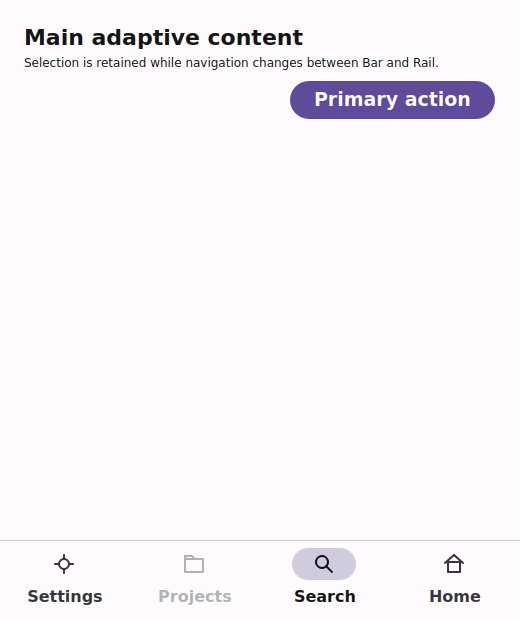 Main adaptive content
Selection is retained while navigation changes between Bar and Rail.
Primary action
Settings
Projects
Search
Home